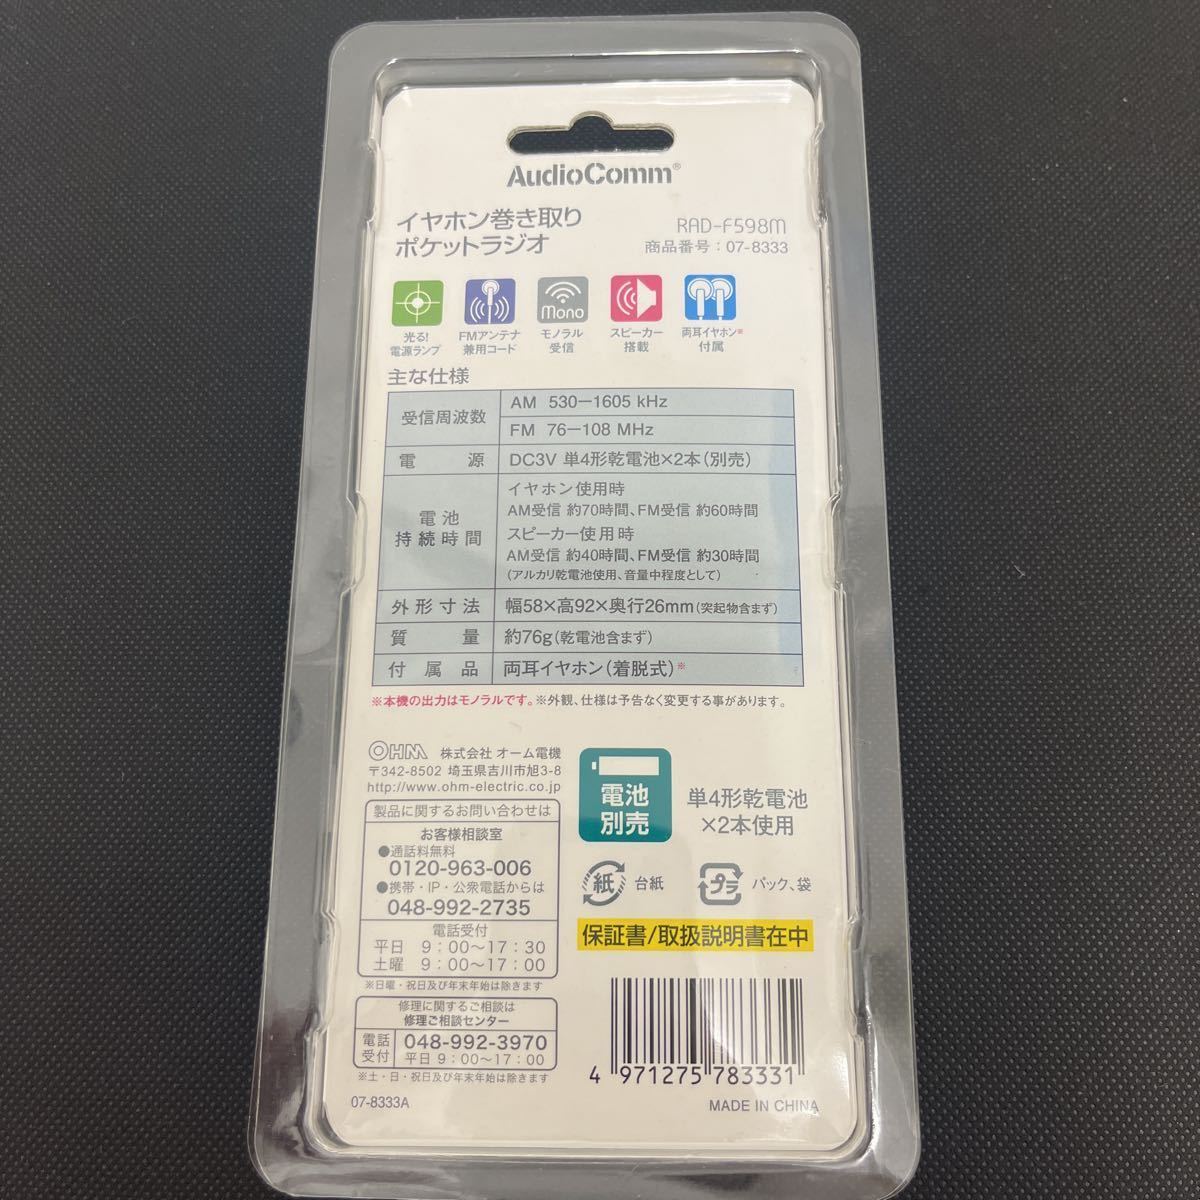 AudioComm®
イヤホン巻き取り
ポケットラジオ
RAD-F598M
商品番号：07-8333
光る!
電源ランプ
FMアンテナ
兼用コード
Mono
モノラル
受信
スピーカー
搭載
両耳イヤホン※
付属
主な仕様
受信周波数
AM 530－1605 kHz
FM 76－108 MHz
電源
DC3V 単4形乾電池×2本（別売）
電池
持続時間
イヤホン使用時
AM受信 約70時間、FM受信 約60時間
スピーカー使用時
AM受信 約40時間、FM受信 約30時間
（アルカリ乾電池使用、音量中程度として）
外形寸法
幅58×高92×奥行26mm（突起物含まず）
質量
約76g（乾電池含まず）
付属品
両耳イヤホン（着脱式）※
※本機の出力はモノラルです。※外観、仕様は予告なく変更する事があります。
OHM 株式会社 オーム電機
〒342-8502 埼玉県吉川市旭3-8
http://www.ohm-electric.co.jp
製品に関するお問い合わせは
お客様相談室
●通話料無料
0120-963-006
●携帯・IP・公衆電話からは
048-992-2735
電話受付
平日 9：00～17：30
土曜 9：00～17：00
※日曜・祝日及び年末年始は除きます
修理に関するご相談は
修理ご相談センター
電話
受付
048-992-3970
平日 9：00～17：00
※土・日・祝日及び年末年始は除きます
07-8333A
電池
別売
単4形乾電池
×2本使用
紙
台紙
プラ
パック、袋
保証書/取扱説明書在中
4 971275 783331
MADE IN CHINA